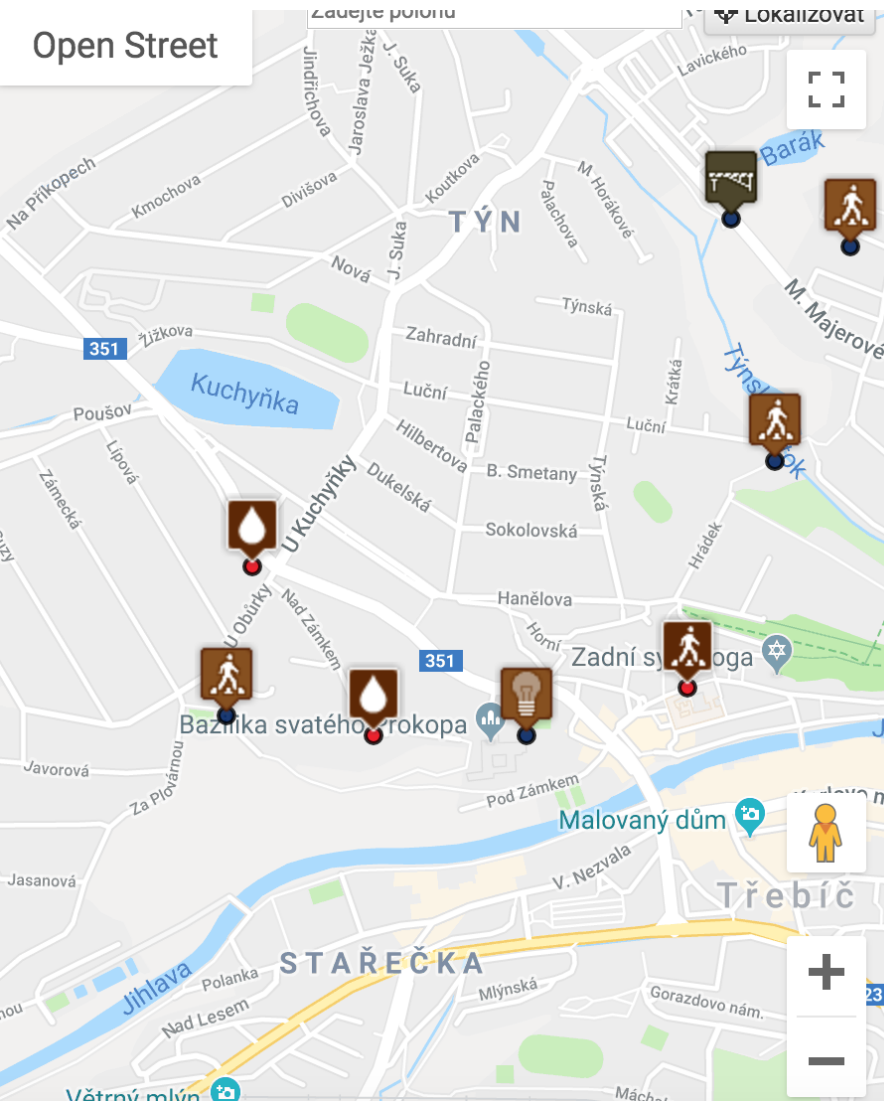 Zadejte polohu
Lokalizovat
Open Street
Lavického
J. Suka
Jaroslava Ježka
Jindřichova
Barák
Na Příkopech
Kmochova
Divišova
Koutkova
M. Horákové
Palachova
TÝN
J. Suka
Nová
Týnská
M. Majerové
351
Žižkova
Zahradní
Kuchyňka
Luční
Palackého
Krátká
Poušov
Luční
Hilbertova
Lípová
Zámecká
Dukelská
B. Smetany
Týnská
U Kuchyňky
Sokolovská
Hrádek
Hanělova
U Obůrky
Nad Zámkem
Horní
351
Zadní
Bazilika svatého Prokopa
Javorová
Za Plovárnou
Pod Zámkem
Malovaný dům
Jasanová
V. Nezvala
Třebíč
STAŘEČKA
Jihlava
Polanka
Mlýnská
Nad Lesem
Gorazdovo nám.
23
Větrný mlýn